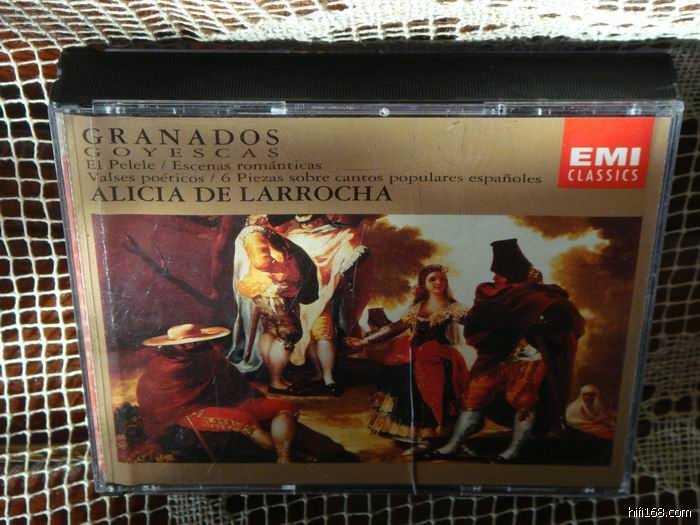 GRANADOS
GOYESCAS
El Pelele / Escenas románticas
Valses poéticos / 6 Piezas sobre cantos populares españoles
ALICIA DE LARROCHA
EMI
CLASSICS
hifi168.com